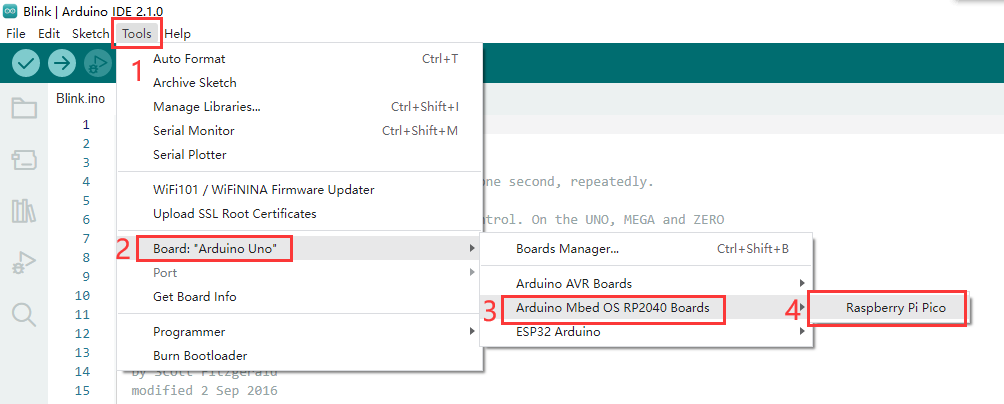 Blink | Arduino IDE 2.1.0
File Edit Sketch Tools Help
1
Auto Format Ctrl+T
Archive Sketch
Manage Libraries... Ctrl+Shift+I
Serial Monitor Ctrl+Shift+M
Serial Plotter
WiFi101 / WiFiNINA Firmware Updater
Upload SSL Root Certificates
2 Board: "Arduino Uno"
Port
Get Board Info
Programmer
Burn Bootloader
Boards Manager... Ctrl+Shift+B
Arduino AVR Boards
3 Arduino Mbed OS RP2040 Boards
ESP32 Arduino
4 Raspberry Pi Pico
Blink.ino
1
2
3
4 one second, repeatedly.
5
6 ntrol. On the UNO, MEGA and ZERO
7
8
9
10
11
12
13
14 by Scott Fitzgerald
15 modified 2 Sep 2016